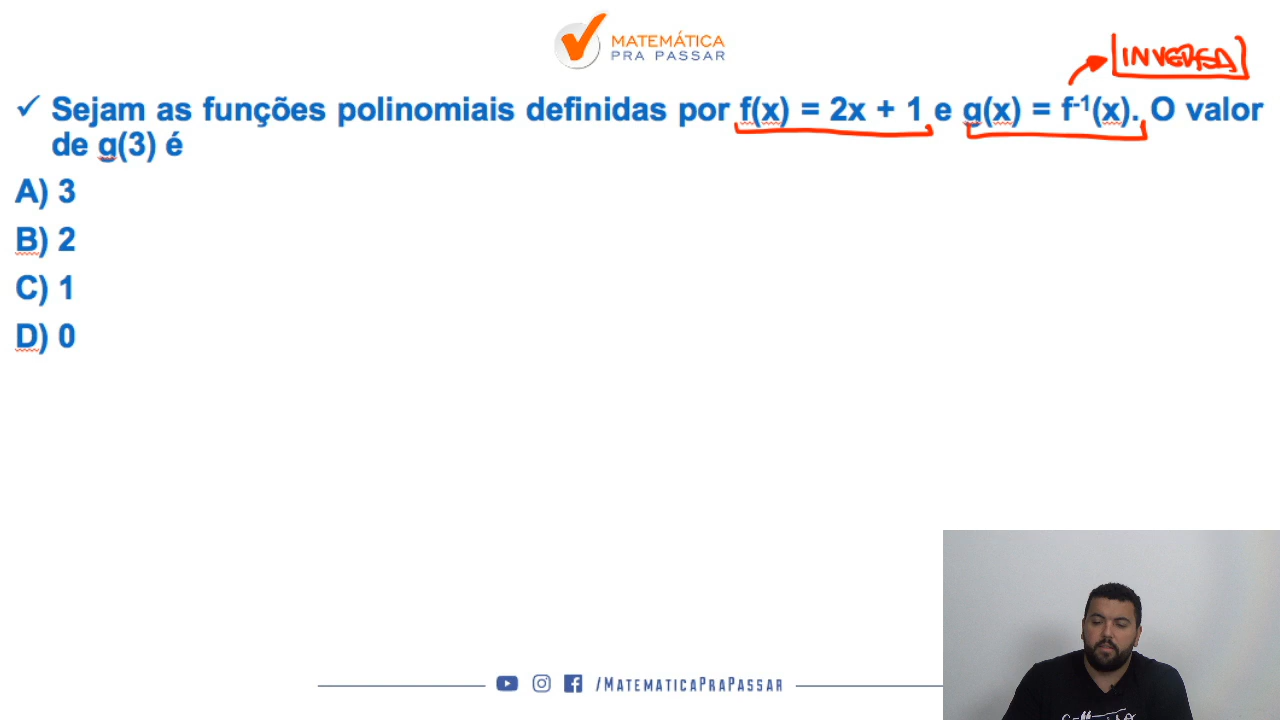 MATEMÁTICA
PRA PASSAR
INVERSA
✓ Sejam as funções polinomiais definidas por f(x) = 2x + 1 e g(x) = f⁻¹(x). O valor
de g(3) é
A) 3
B) 2
C) 1
D) 0
/MATEMATICAPRAPASSAR